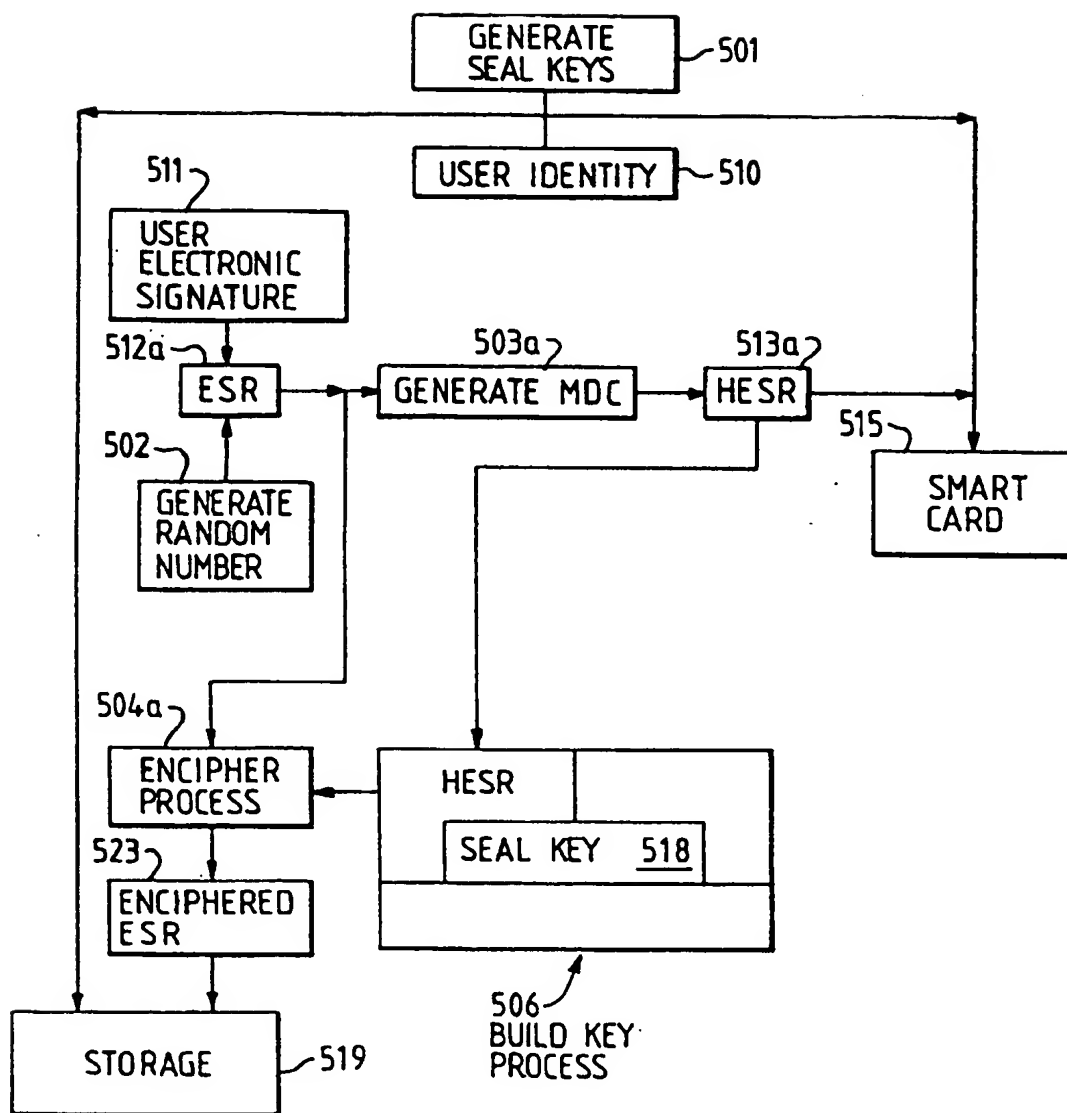 GENERATE
SEAL KEYS
501
USER IDENTITY
510
511
USER
ELECTRONIC
SIGNATURE
512a
ESR
503a
GENERATE MDC
513a
HESR
502
GENERATE
RANDOM
NUMBER
515
SMART
CARD
504a
ENCIPHER
PROCESS
HESR
SEAL KEY 518
523
ENCIPHERED
ESR
506
BUILD KEY
PROCESS
STORAGE
519